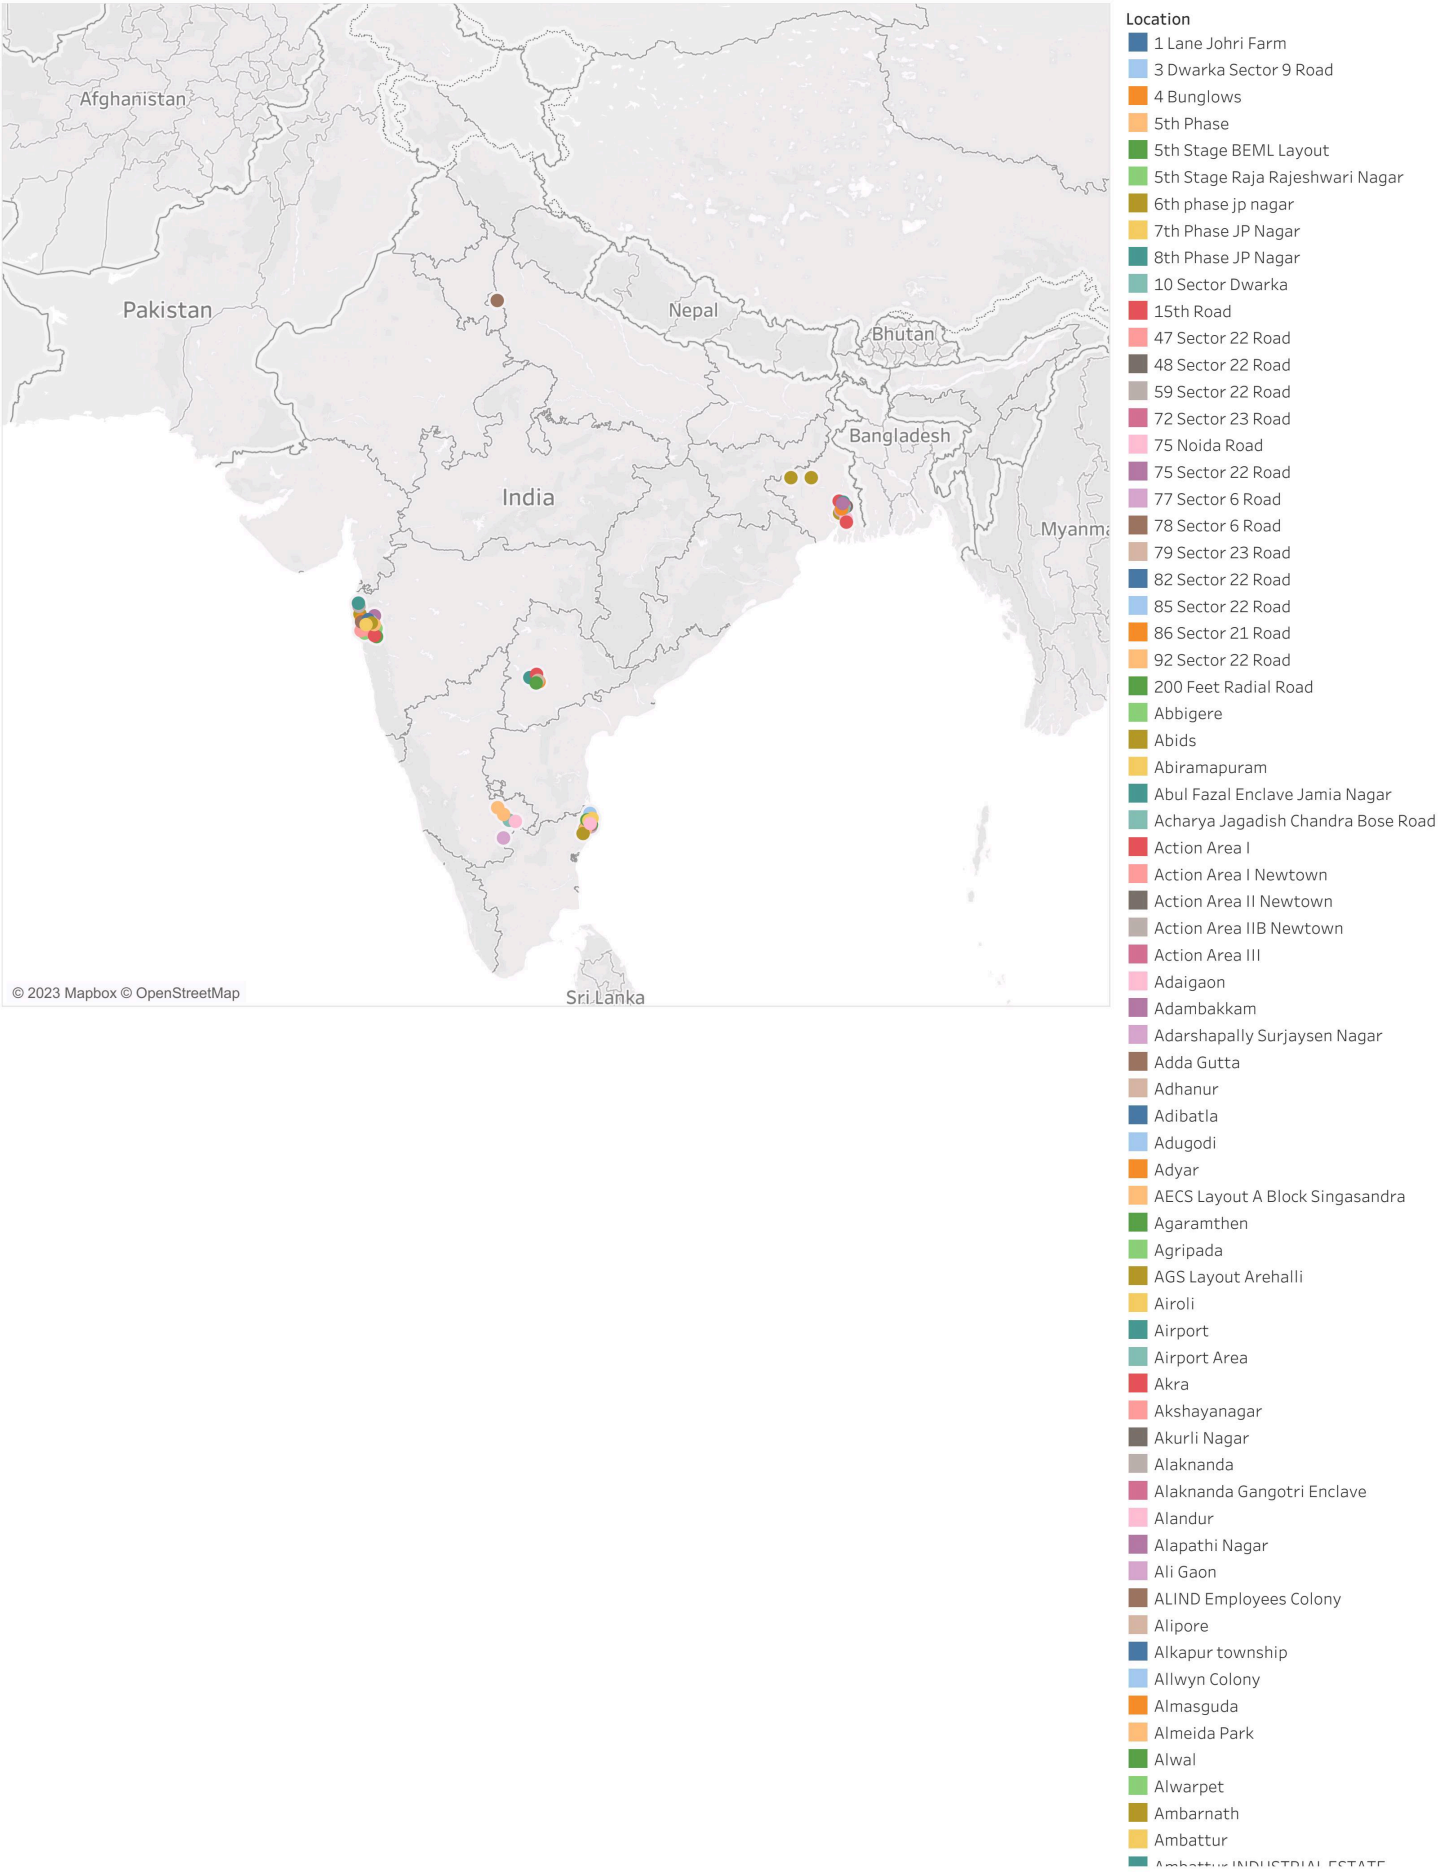 Afghanistan
Pakistan
Nepal
Bhutan
Bangladesh
India
Myanma
Sri Lanka
© 2023 Mapbox © OpenStreetMap
Location
1 Lane Johri Farm
3 Dwarka Sector 9 Road
4 Bunglows
5th Phase
5th Stage BEML Layout
5th Stage Raja Rajeshwari Nagar
6th phase jp nagar
7th Phase JP Nagar
8th Phase JP Nagar
10 Sector Dwarka
15th Road
47 Sector 22 Road
48 Sector 22 Road
59 Sector 22 Road
72 Sector 23 Road
75 Noida Road
75 Sector 22 Road
77 Sector 6 Road
78 Sector 6 Road
79 Sector 23 Road
82 Sector 22 Road
85 Sector 22 Road
86 Sector 21 Road
92 Sector 22 Road
200 Feet Radial Road
Abbigere
Abids
Abiramapuram
Abul Fazal Enclave Jamia Nagar
Acharya Jagadish Chandra Bose Road
Action Area I
Action Area I Newtown
Action Area II Newtown
Action Area IIB Newtown
Action Area III
Adaigaon
Adambakkam
Adarshapally Surjaysen Nagar
Adda Gutta
Adhanur
Adibatla
Adugodi
Adyar
AECS Layout A Block Singasandra
Agaramthen
Agripada
AGS Layout Arehalli
Airoli
Airport
Airport Area
Akra
Akshayanagar
Akurli Nagar
Alaknanda
Alaknanda Gangotri Enclave
Alandur
Alapathi Nagar
Ali Gaon
ALIND Employees Colony
Alipore
Alkapur township
Allwyn Colony
Almasguda
Almeida Park
Alwal
Alwarpet
Ambarnath
Ambattur
Ambattur INDUSTRIAL ESTATE